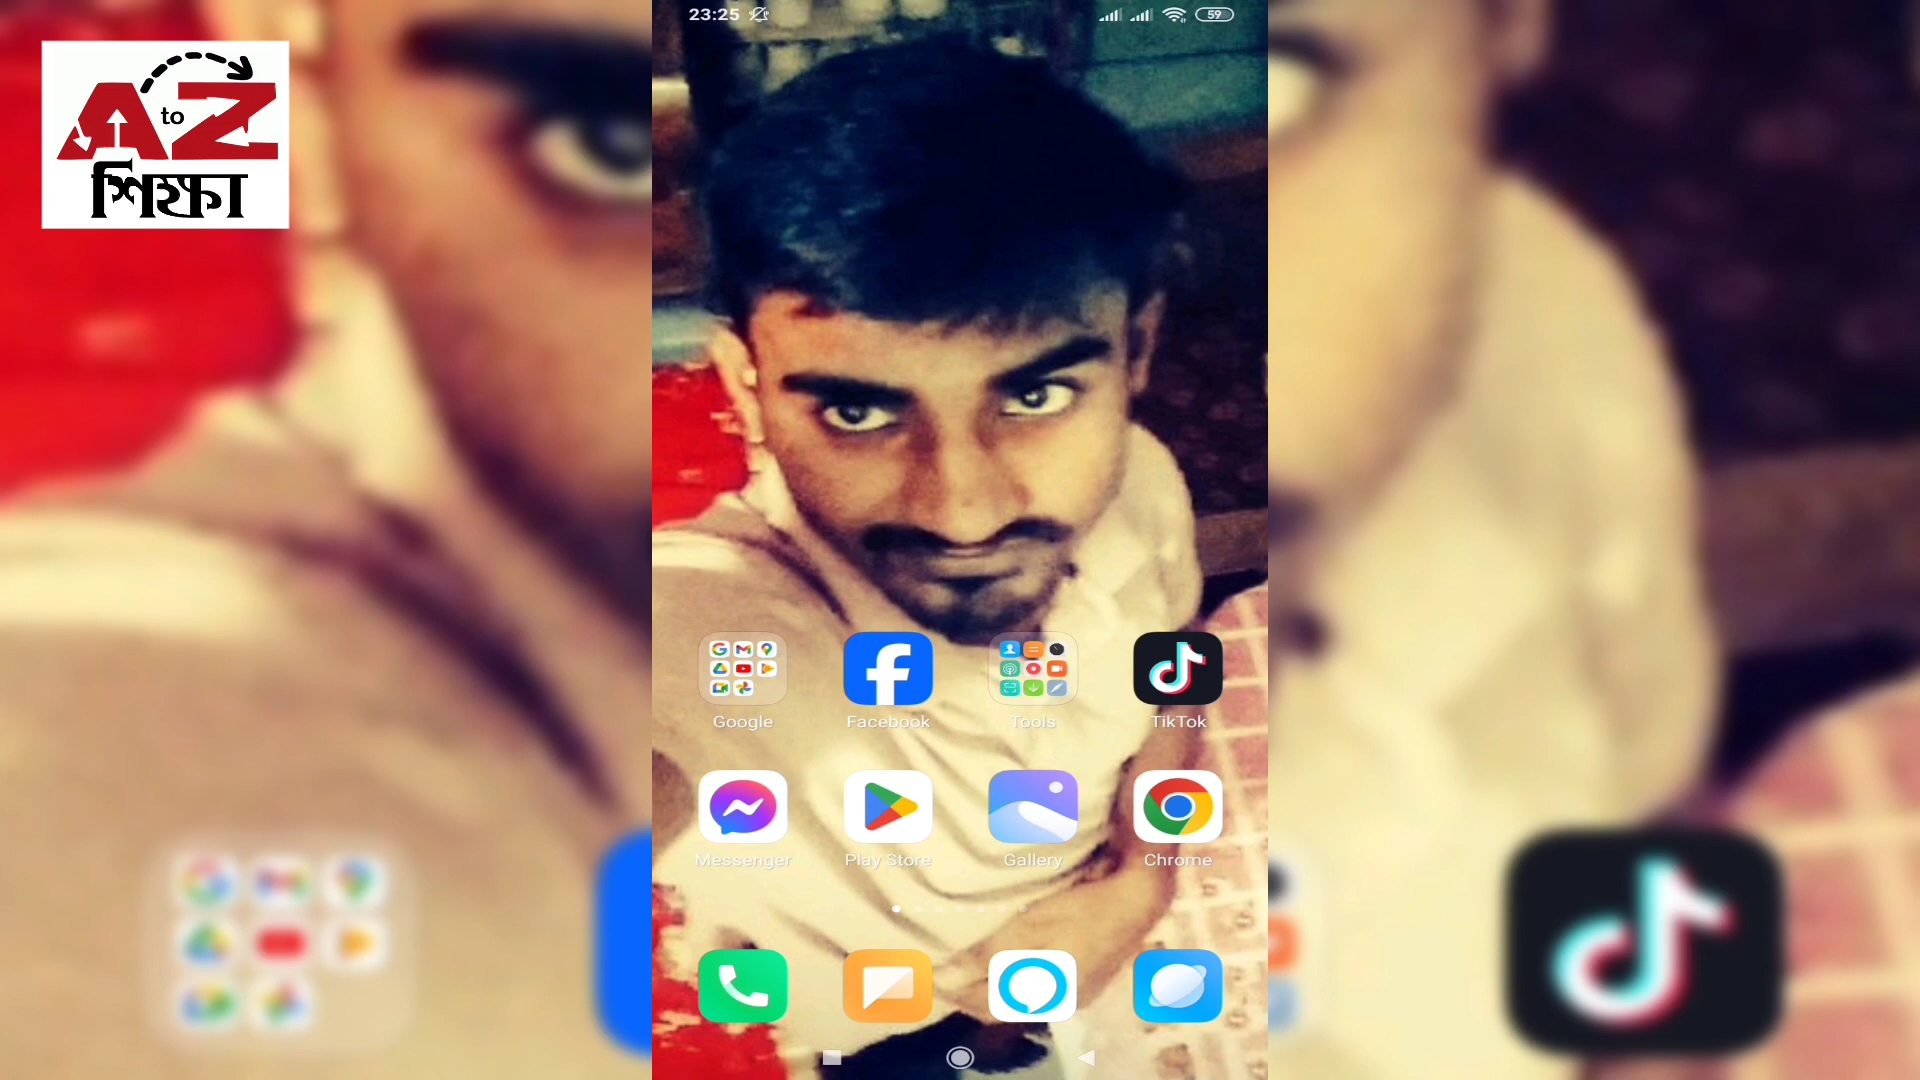 A to Z
শিক্ষা
23:25
59
Google
Facebook
Tools
TikTok
Messenger
Play Store
Gallery
Chrome